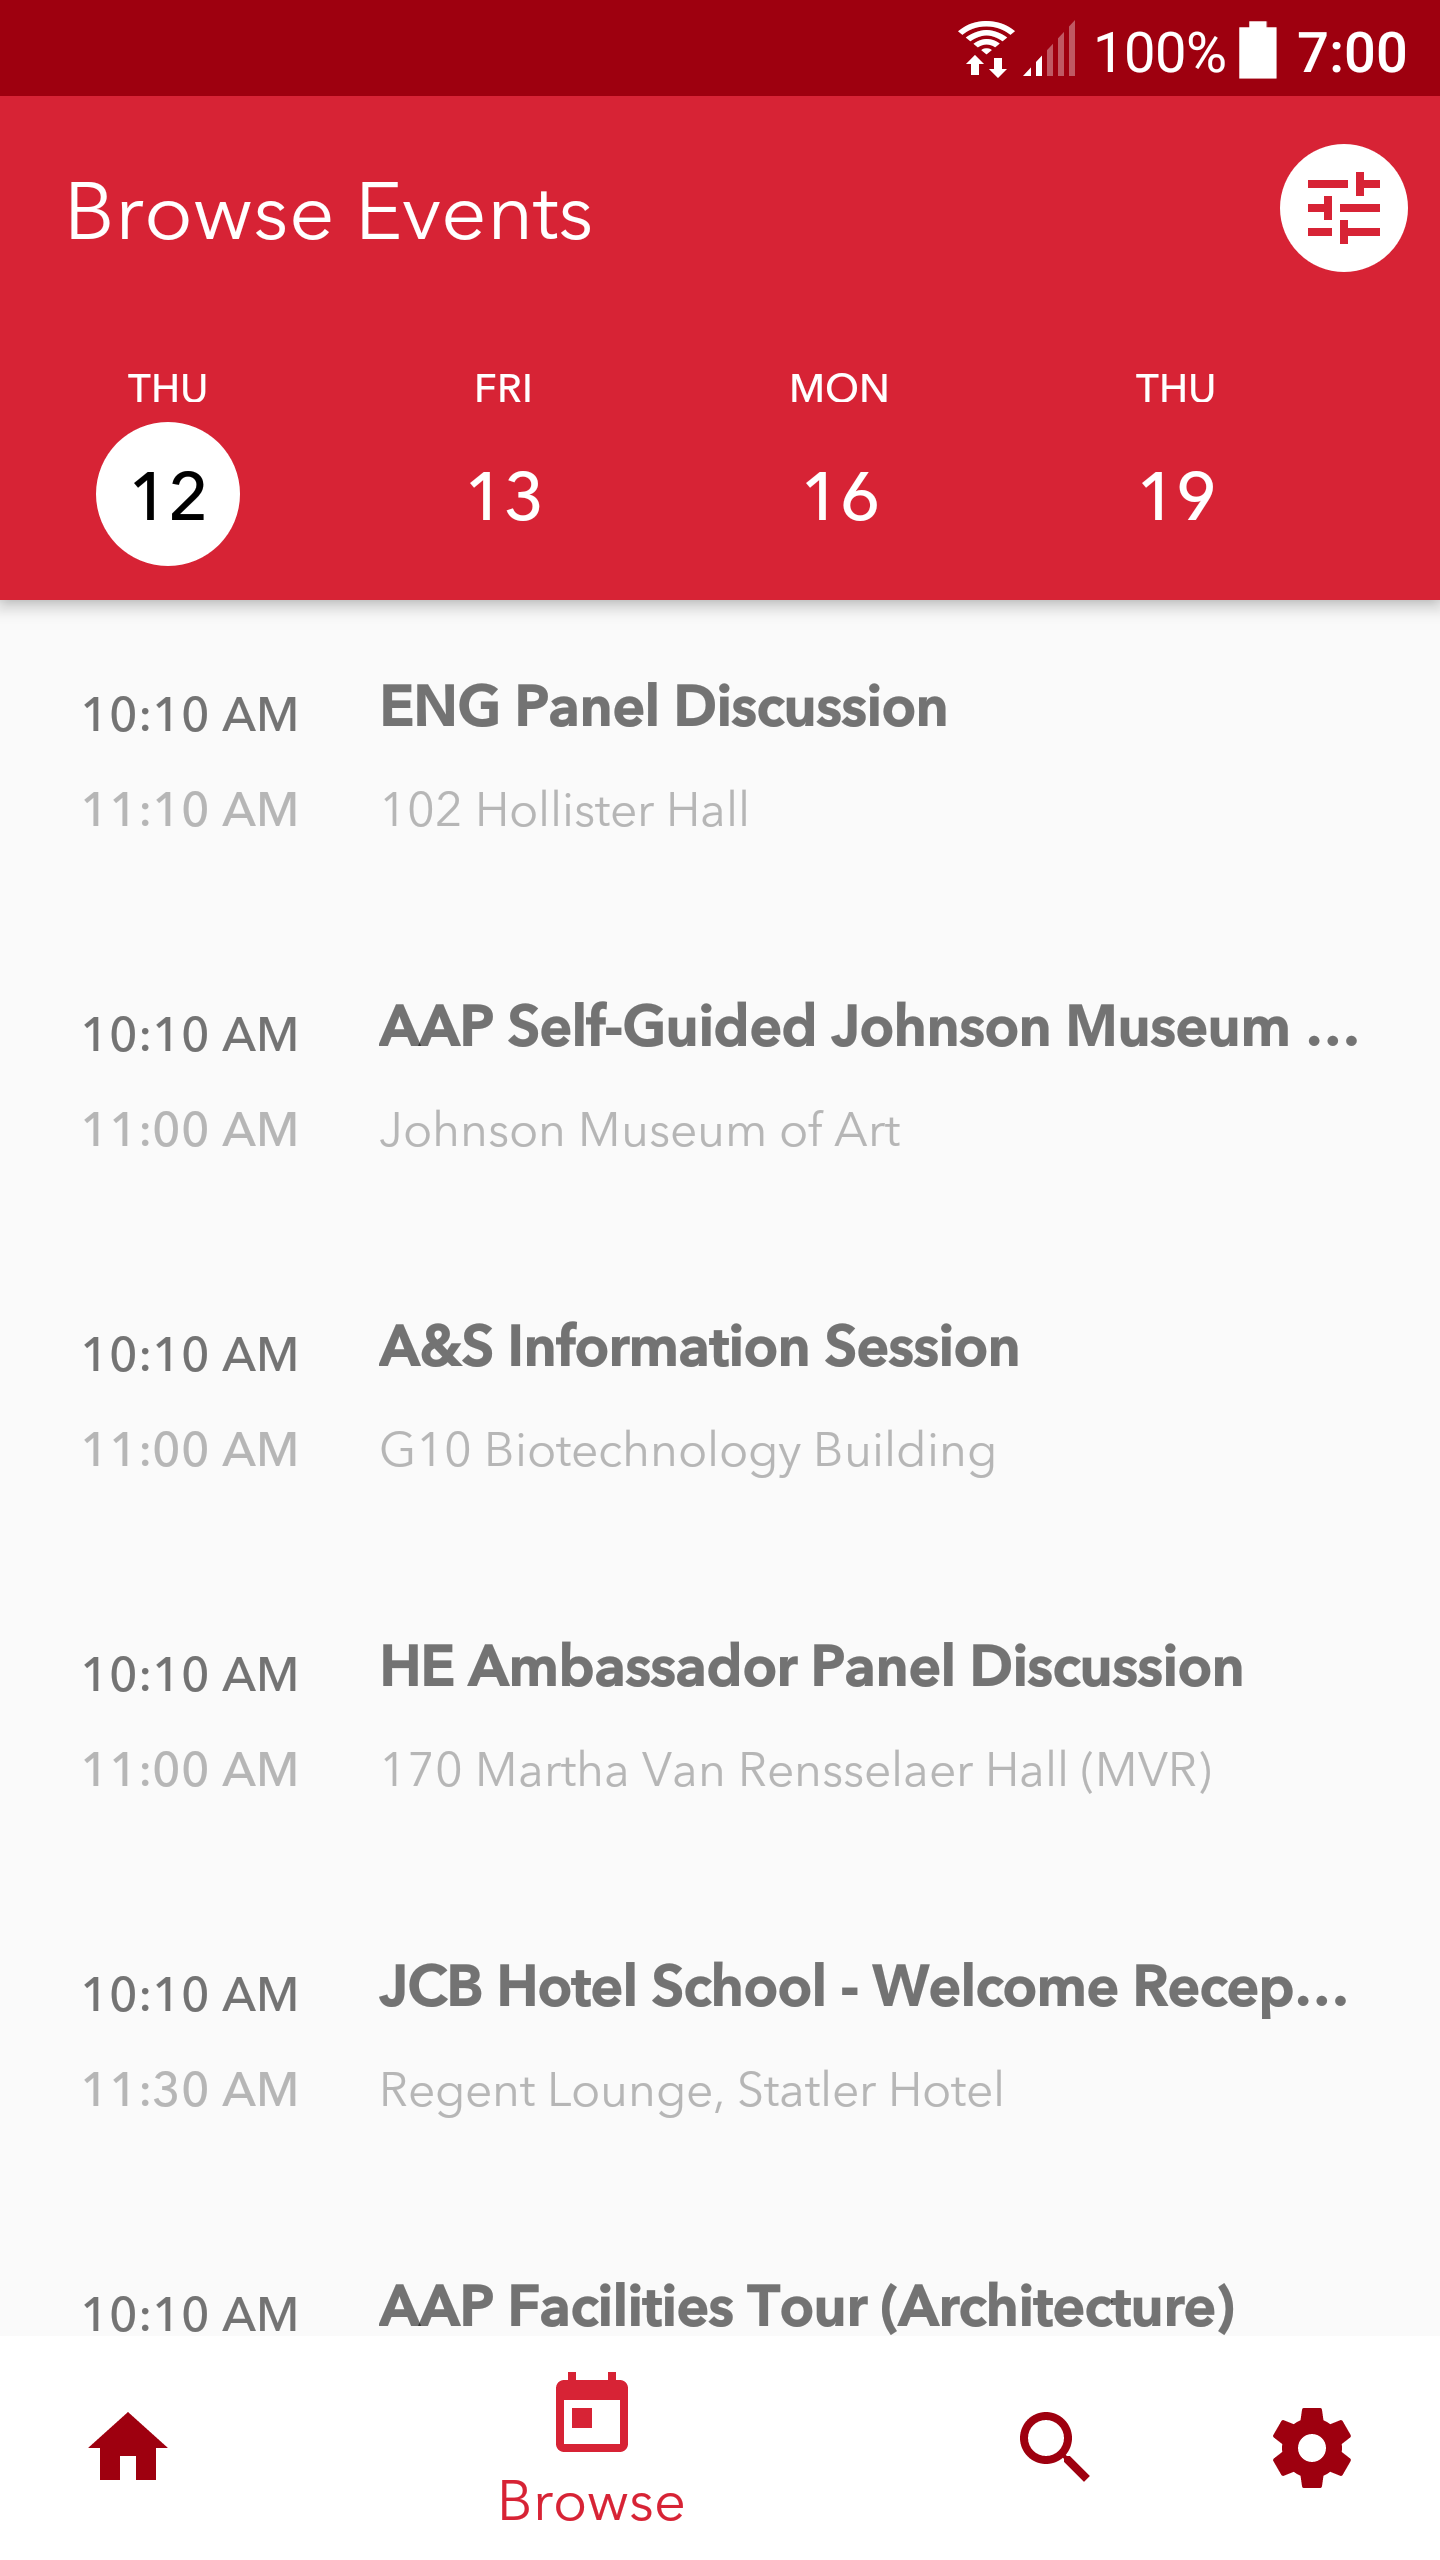 100% 7:00
Browse Events
THU FRI MON THU
12 13 16 19
10:10 AM ENG Panel Discussion
11:10 AM 102 Hollister Hall
10:10 AM AAP Self-Guided Johnson Museum ...
11:00 AM Johnson Museum of Art
10:10 AM A&S Information Session
11:00 AM G10 Biotechnology Building
10:10 AM HE Ambassador Panel Discussion
11:00 AM 170 Martha Van Rensselaer Hall (MVR)
10:10 AM JCB Hotel School - Welcome Recep...
11:30 AM Regent Lounge, Statler Hotel
10:10 AM AAP Facilities Tour (Architecture)
Browse